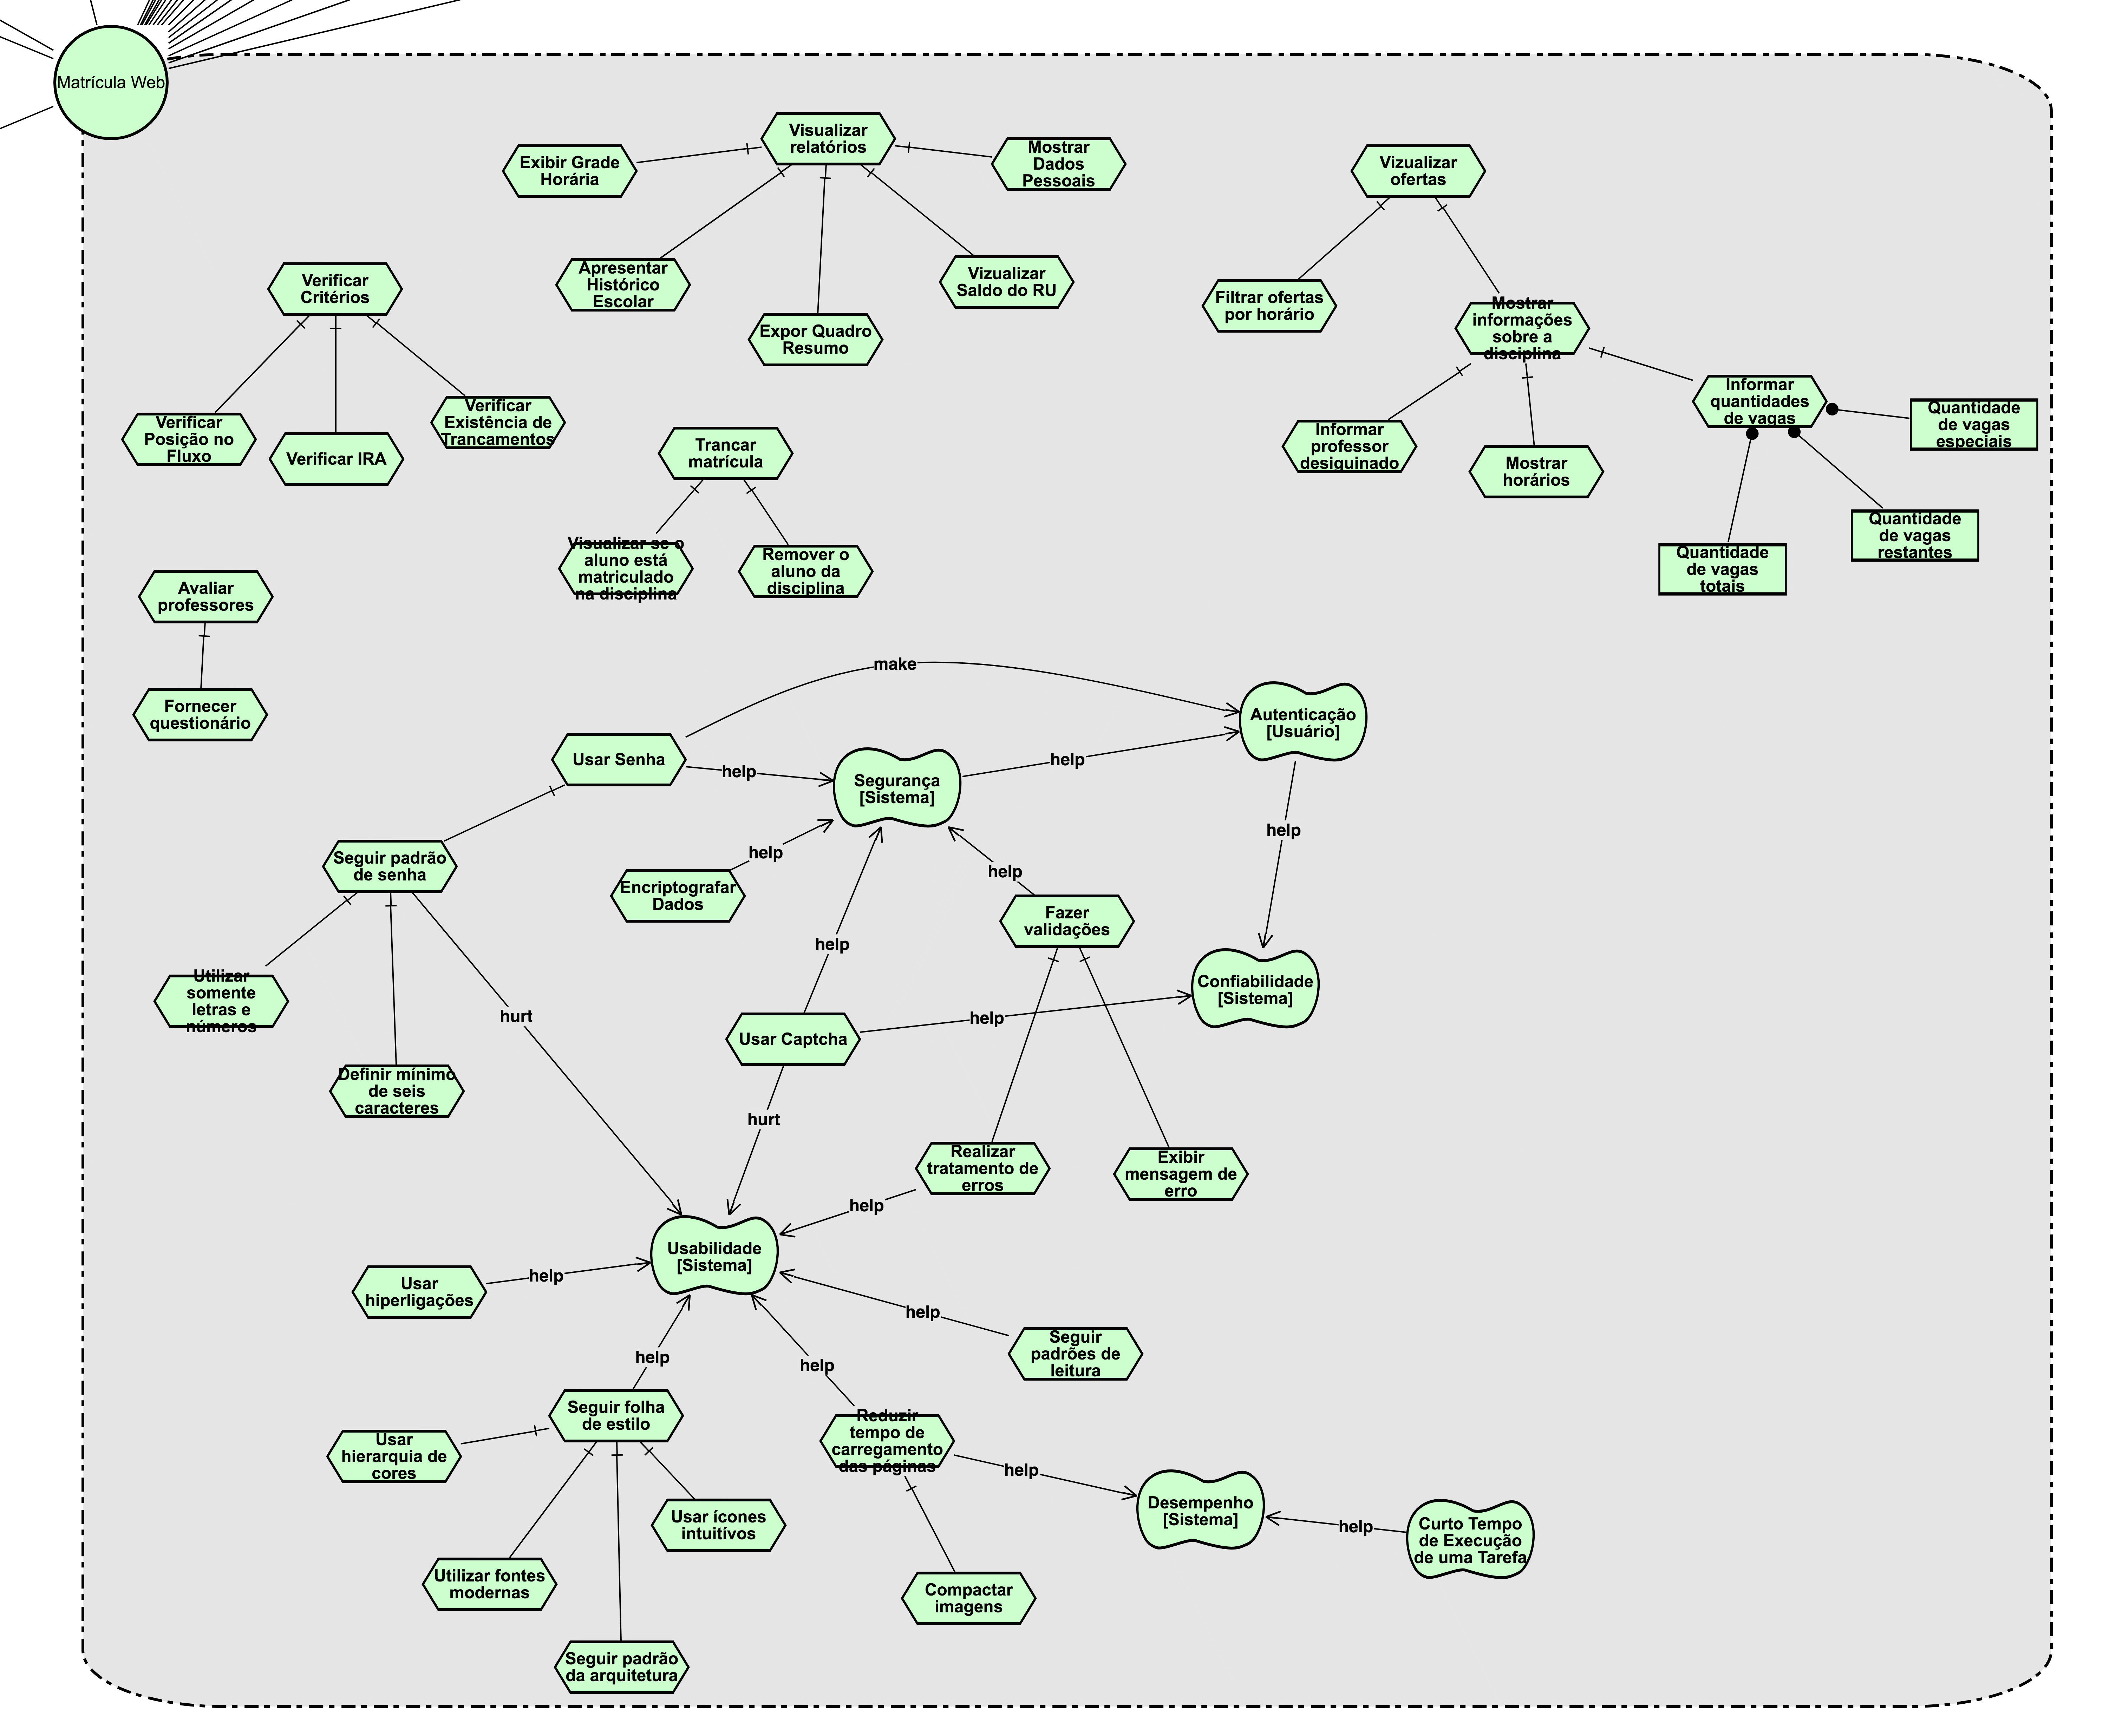 Matrícula Web
Visualizar
relatórios
Exibir Grade
Horária
Mostrar
Dados
Pessoais
Apresentar
Histórico
Escolar
Expor Quadro
Resumo
Vizualizar
Saldo do RU
Vizualizar
ofertas
Filtrar ofertas
por horário
Mostrar
informações
sobre a
disciplina
Informar
professor
desiguinado
Mostrar
horários
Informar
quantidades
de vagas
Quantidade
de vagas
especiais
Quantidade
de vagas
restantes
Quantidade
de vagas
totais
Verificar
Critérios
Verificar
Posição no
Fluxo
Verificar IRA
Verificar
Existência de
Trancamentos
Trancar
matrícula
Visualizar se o
aluno está
matriculado
na disciplina
Remover o
aluno da
disciplina
Avaliar
professores
Fornecer
questionário
make
Autenticação
[Usuário]
Usar Senha
help
Segurança
[Sistema]
help
help
Seguir padrão
de senha
help
Encriptografar
Dados
help
Fazer
validações
help
Confiabilidade
[Sistema]
Utilizar
somente
letras e
números
hurt
Usar Captcha
help
Definir mínimo
de seis
caracteres
hurt
Realizar
tratamento de
erros
Exibir
mensagem de
erro
help
Usabilidade
[Sistema]
Usar
hiperligações
help
help
Seguir
padrões de
leitura
help
help
Seguir folha
de estilo
Usar
hierarquia de
cores
Reduzir
tempo de
carregamento
das páginas
help
Desempenho
[Sistema]
help
Curto Tempo
de Execução
de uma Tarefa
Usar ícones
intuitívos
Utilizar fontes
modernas
Compactar
imagens
Seguir padrão
da arquitetura